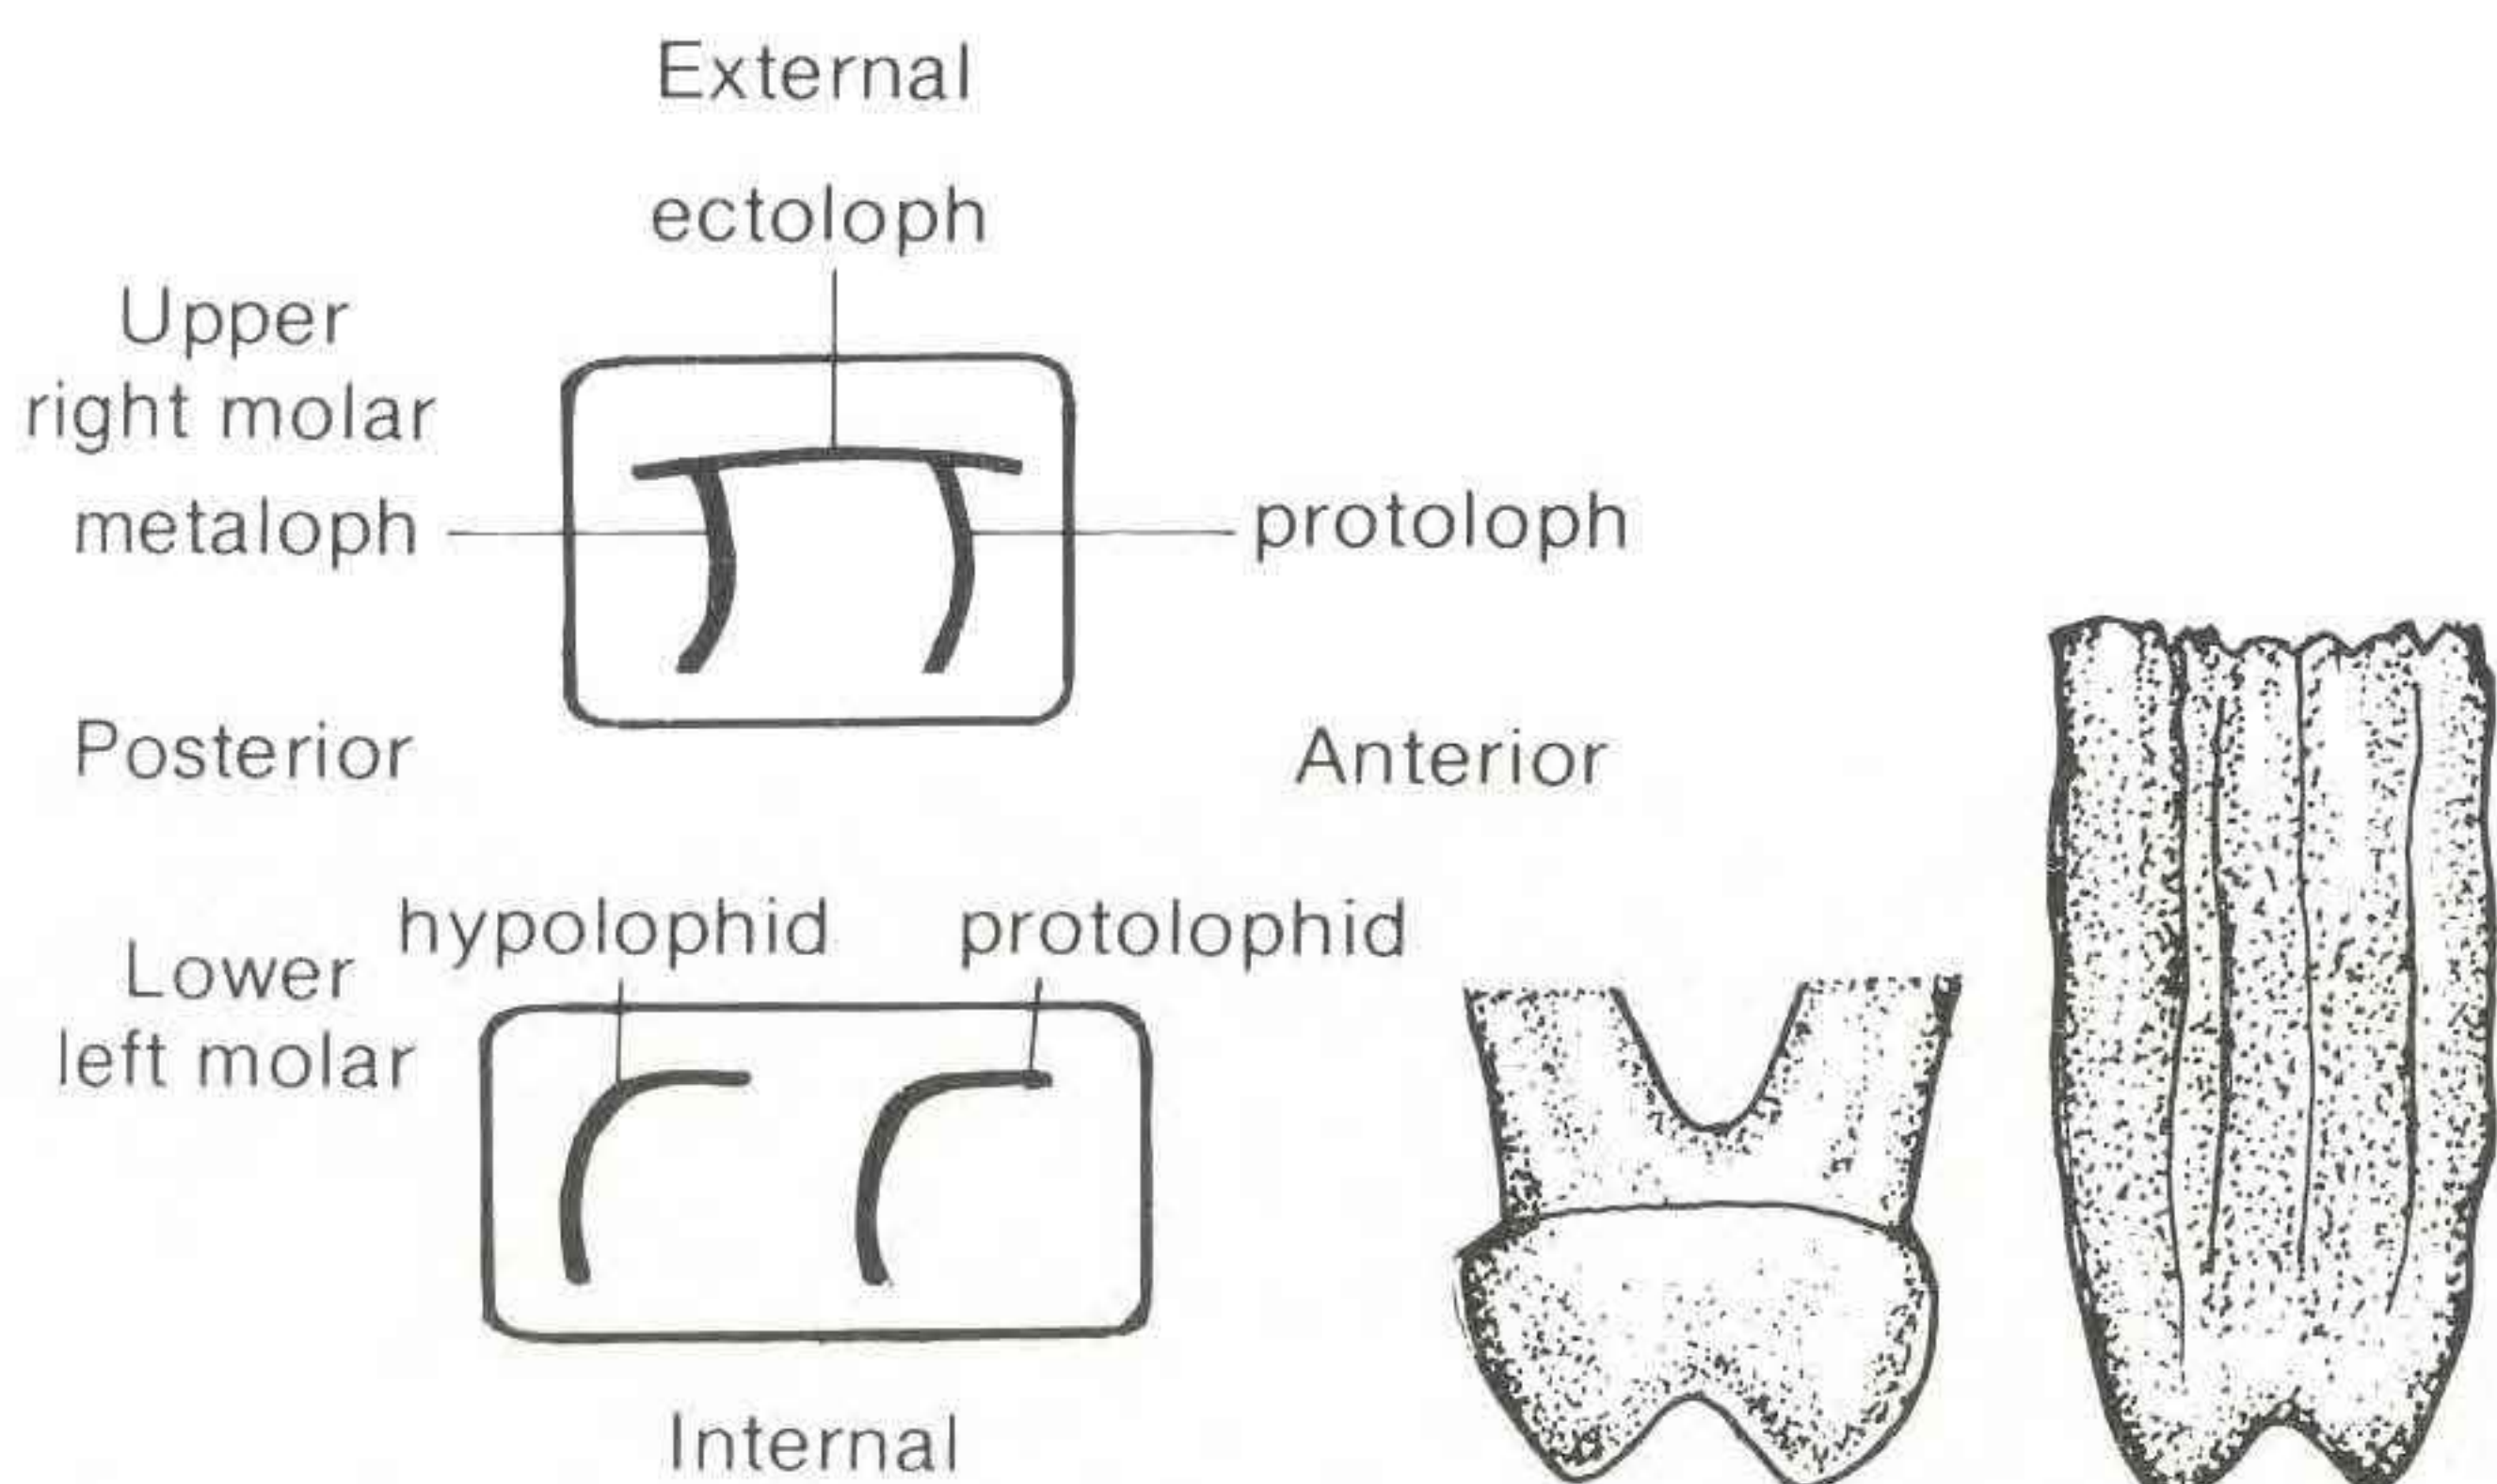 External
ectoloph
Upper
right molar
metaloph
protoloph
Posterior
Anterior
hypolophid
protolophid
Lower
left molar
Internal